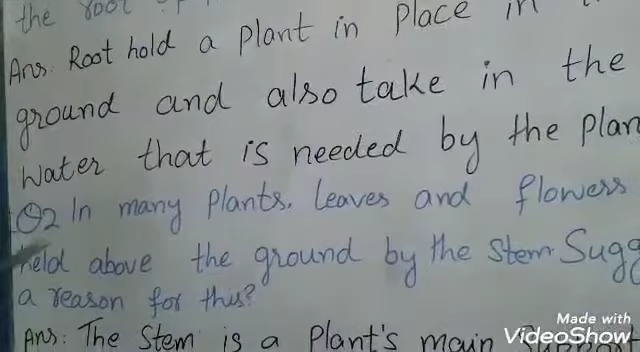 the root
Ans. Root hold a plant in place in
ground and also take in the
water that is needed by the plan
Q2 In many plants. leaves and flowers
held above the ground by the stem. Sugg
a reason for this?
Ans: The Stem is a plant's main Support
Made with
VideoShow